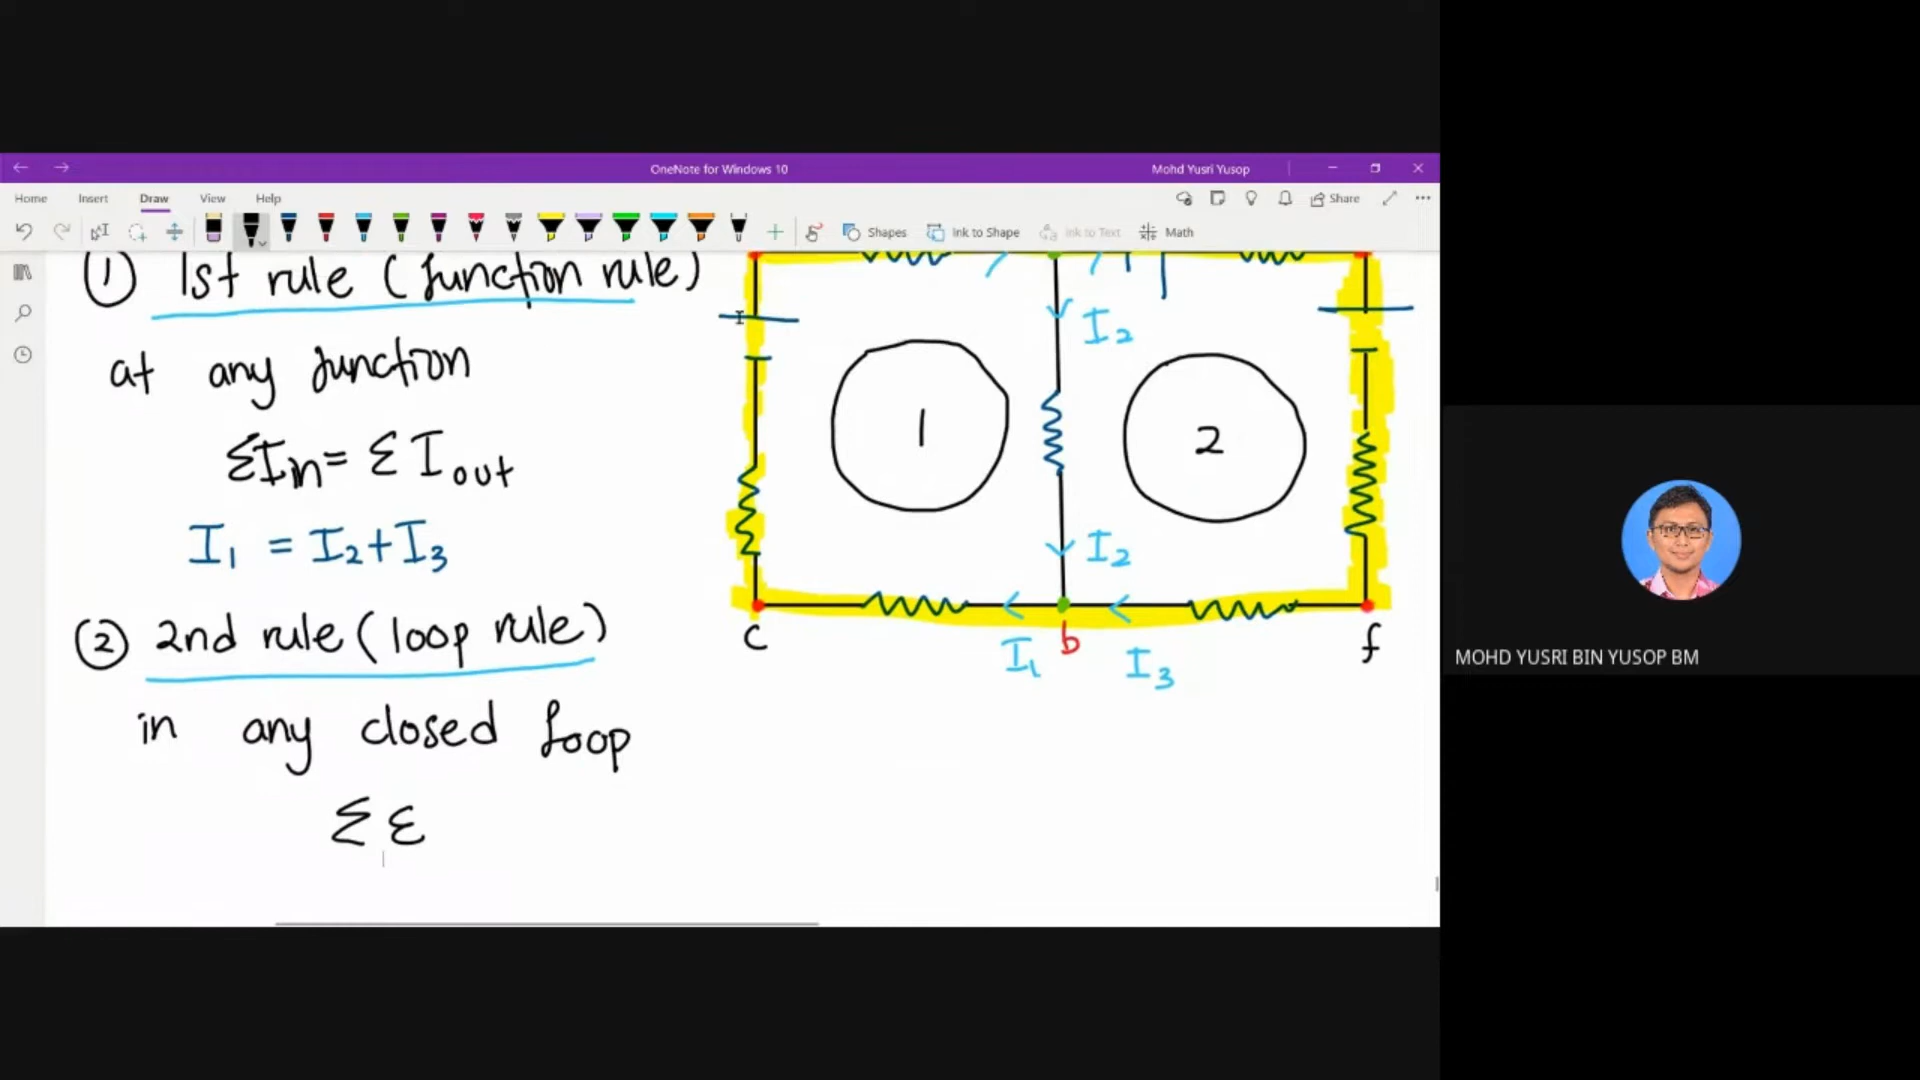 OneNote for Windows 10
Mohd Yusri Yusop
Home Insert Draw View Help
Share
Shapes Ink to Shape Ink to Text Math
① 1st rule (junction rule)
at any junction
ΣIin = ΣIout
I1 = I2+I3
② 2nd rule (loop rule)
in any closed loop
Σ ε
I2
1
2
I2
c
I1
b
I3
f
MOHD YUSRI BIN YUSOP BM